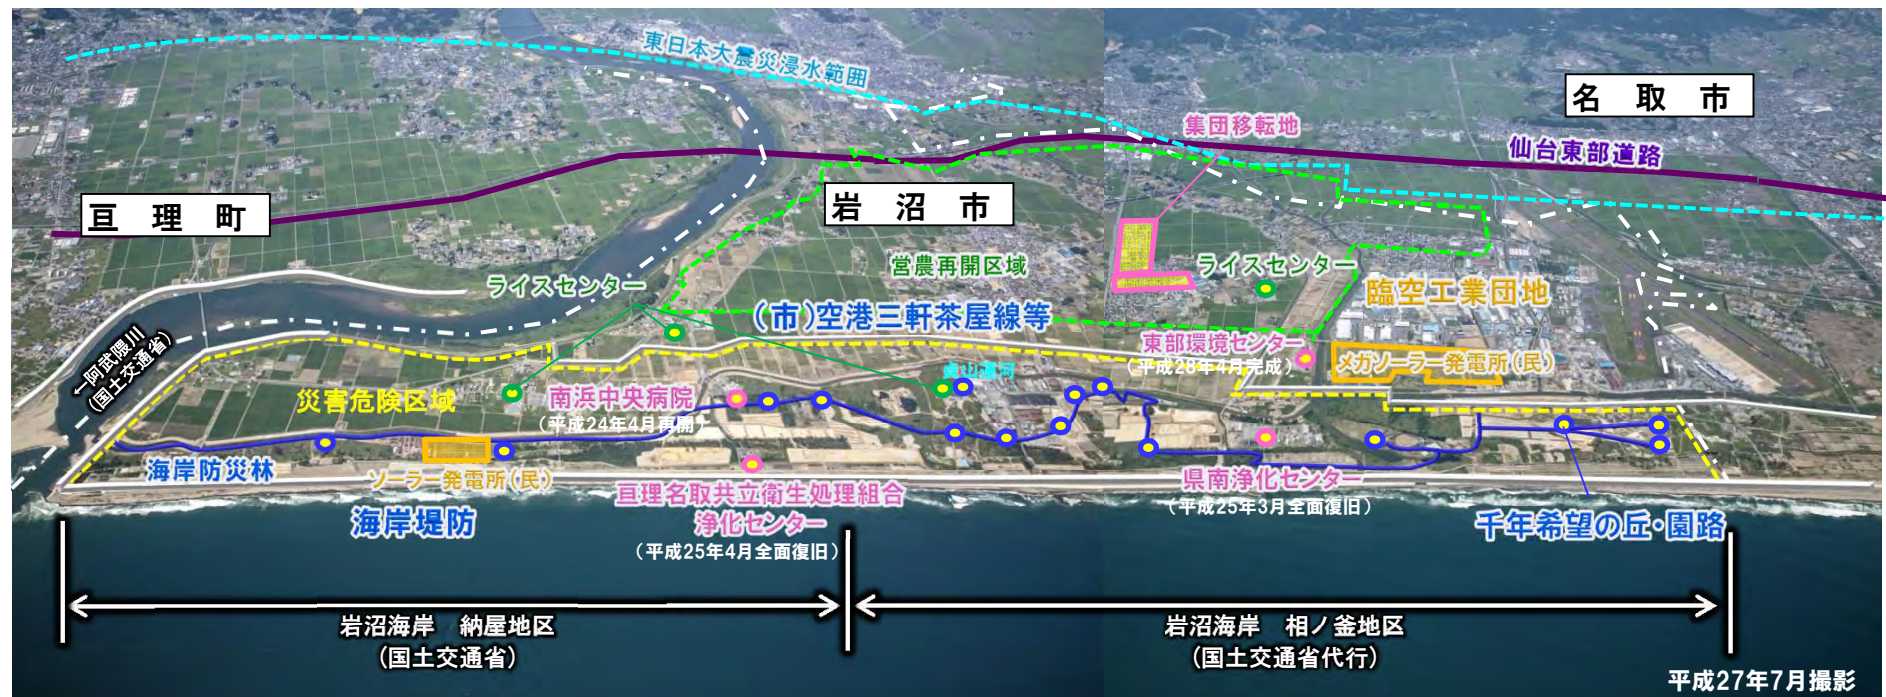 東日本大震災浸水範囲
名取市
集団移転地
仙台東部道路
亘理町
岩沼市
営農再開区域
ライスセンター
ライスセンター
臨空工業団地
(市)空港三軒茶屋線等
←阿武隈川
(国土交通省)
東部環境センター
(平成28年4月完成)
メガソーラー発電所(民)
貞山運河
災害危険区域
南浜中央病院
(平成24年4月再開)
海岸防災林
ソーラー発電所(民)
亘理名取共立衛生処理組合
浄化センター
(平成25年4月全面復旧)
県南浄化センター
(平成25年3月全面復旧)
海岸堤防
千年希望の丘・園路
岩沼海岸 納屋地区
(国土交通省)
岩沼海岸 相ノ釜地区
(国土交通省代行)
平成27年7月撮影